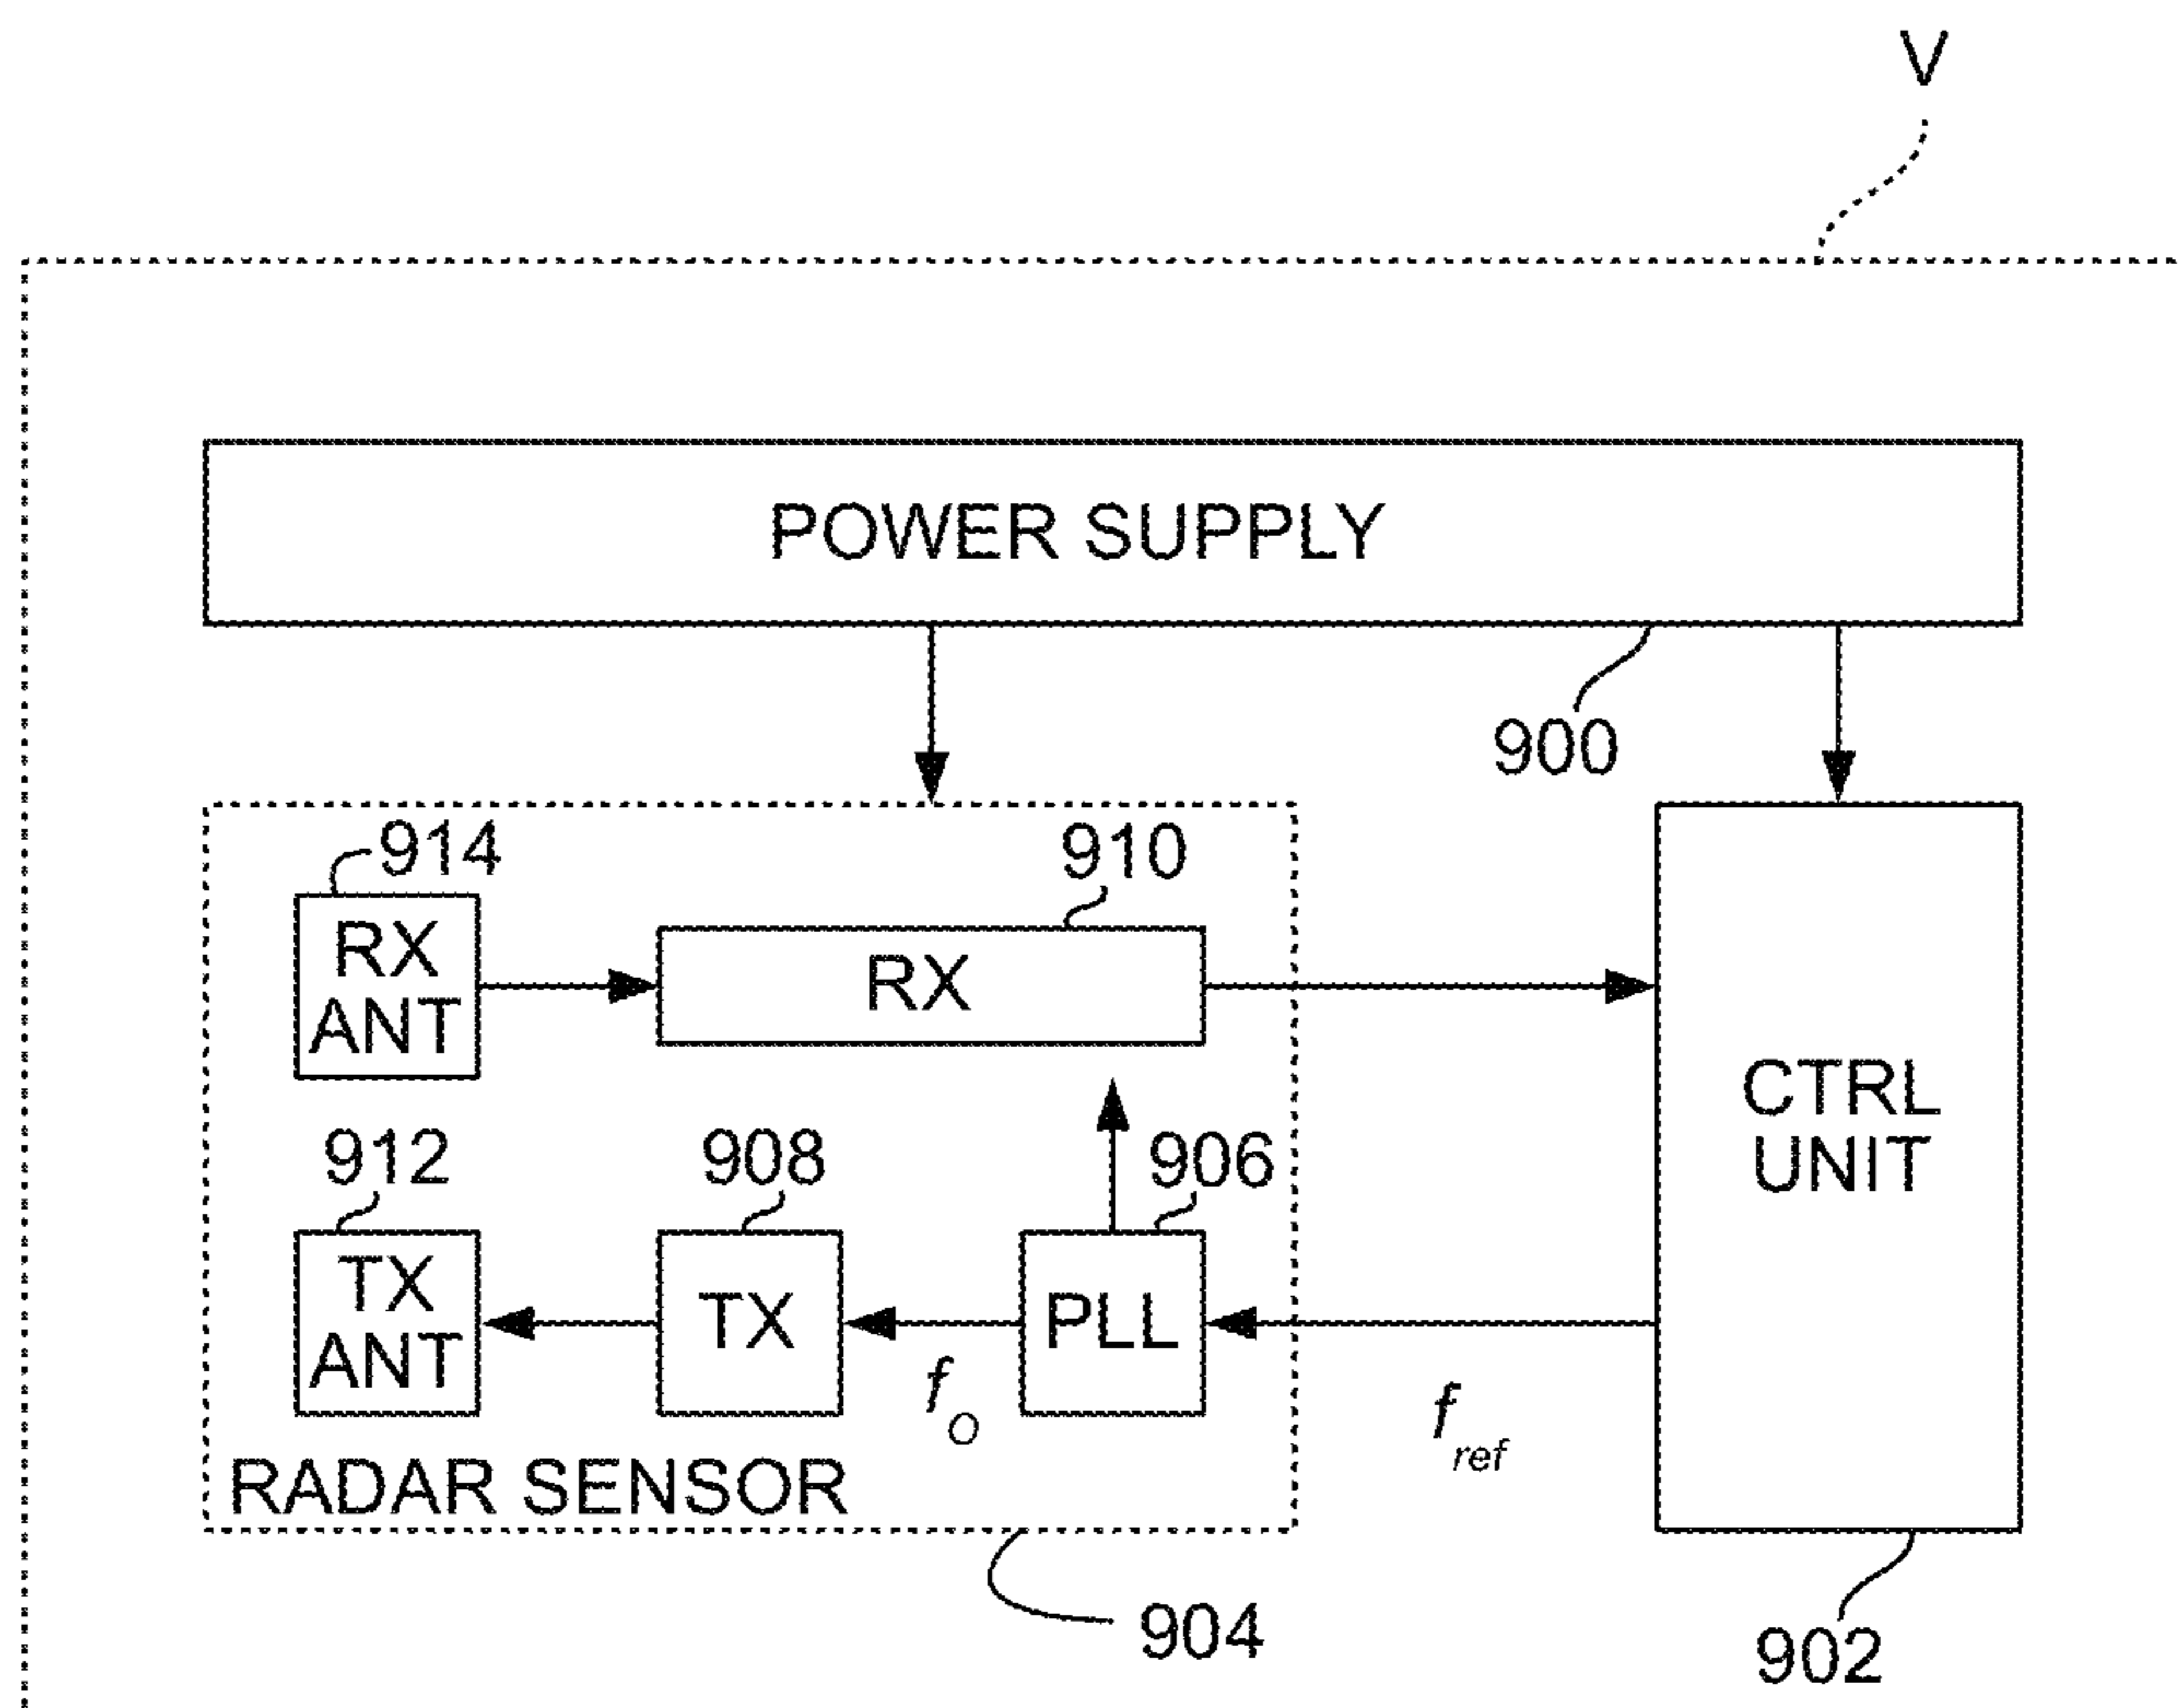 V
POWER SUPPLY
900
914
910
RX
ANT
RX
CTRL
UNIT
912
908
906
TX
ANT
TX
PLL
fO
fref
RADAR SENSOR
904
902